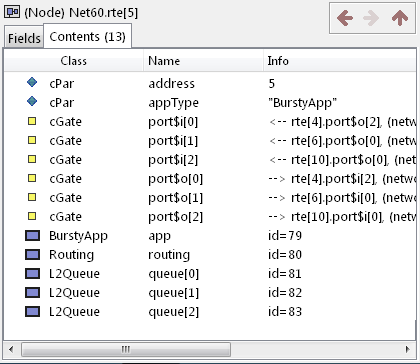 (Node) Net60.rte[5]
Fields Contents (13)
Class Name Info
cPar address 5
cPar appType "BurstyApp"
cGate port$i[0] <-- rte[4].port$o[2], (netw
cGate port$i[1] <-- rte[6].port$o[0], (netw
cGate port$i[2] <-- rte[10].port$o[0], (net
cGate port$o[0] --> rte[4].port$i[2], (netw
cGate port$o[1] --> rte[6].port$i[0], (netw
cGate port$o[2] --> rte[10].port$i[0], (net
BurstyApp app id=79
Routing routing id=80
L2Queue queue[0] id=81
L2Queue queue[1] id=82
L2Queue queue[2] id=83